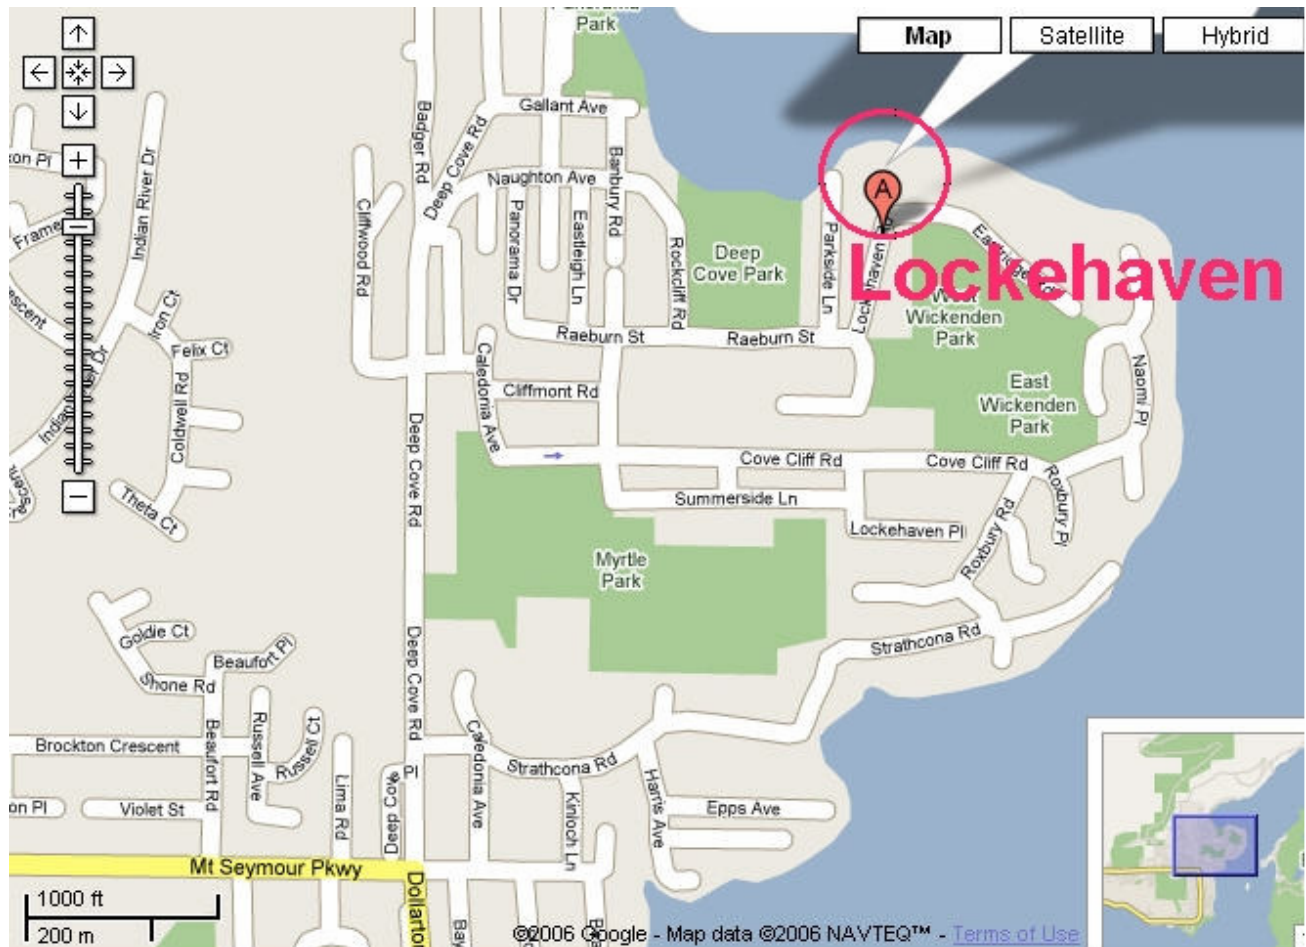 Panorama
Park
Map
Satellite
Hybrid
Gallant Ave
Badger Rd
Deep Cove Rd
Banbury Rd
Naughton Ave
Indian River Dr
Cliffwood Rd
Panorama Dr
Eastleigh Ln
Rockcliff Rd
Deep
Cove Park
Parkside Ln
A
Lockehaven Rd
Lockehaven
West
Wickenden
Park
Raeburn St
Raeburn St
Felix Ct
Caledonia Ave
Cliffmont Rd
East
Wickenden
Park
Naomi Pl
Coldwell Rd
Deep Cove Rd
Cove Cliff Rd
Cove Cliff Rd
Roxbury Pl
Theta Ct
Summerside Ln
Lockehaven Pl
Roxbury Rd
Myrtle
Park
Goldie Ct
Beaufort Pl
Shone Rd
Deep Cove Rd
Strathcona Rd
Brockton Crescent
Beaufort Rd
Russell Ave
Russell Ct
Caledonia Ave
Strathcona Rd
Harris Ave
Kinloch Ln
Lima Rd
Deep Cove Pl
Violet St
Epps Ave
Mt Seymour Pkwy
1000 ft
200 m
©2006 Google - Map data ©2006 NAVTEQ™ - Terms of Use